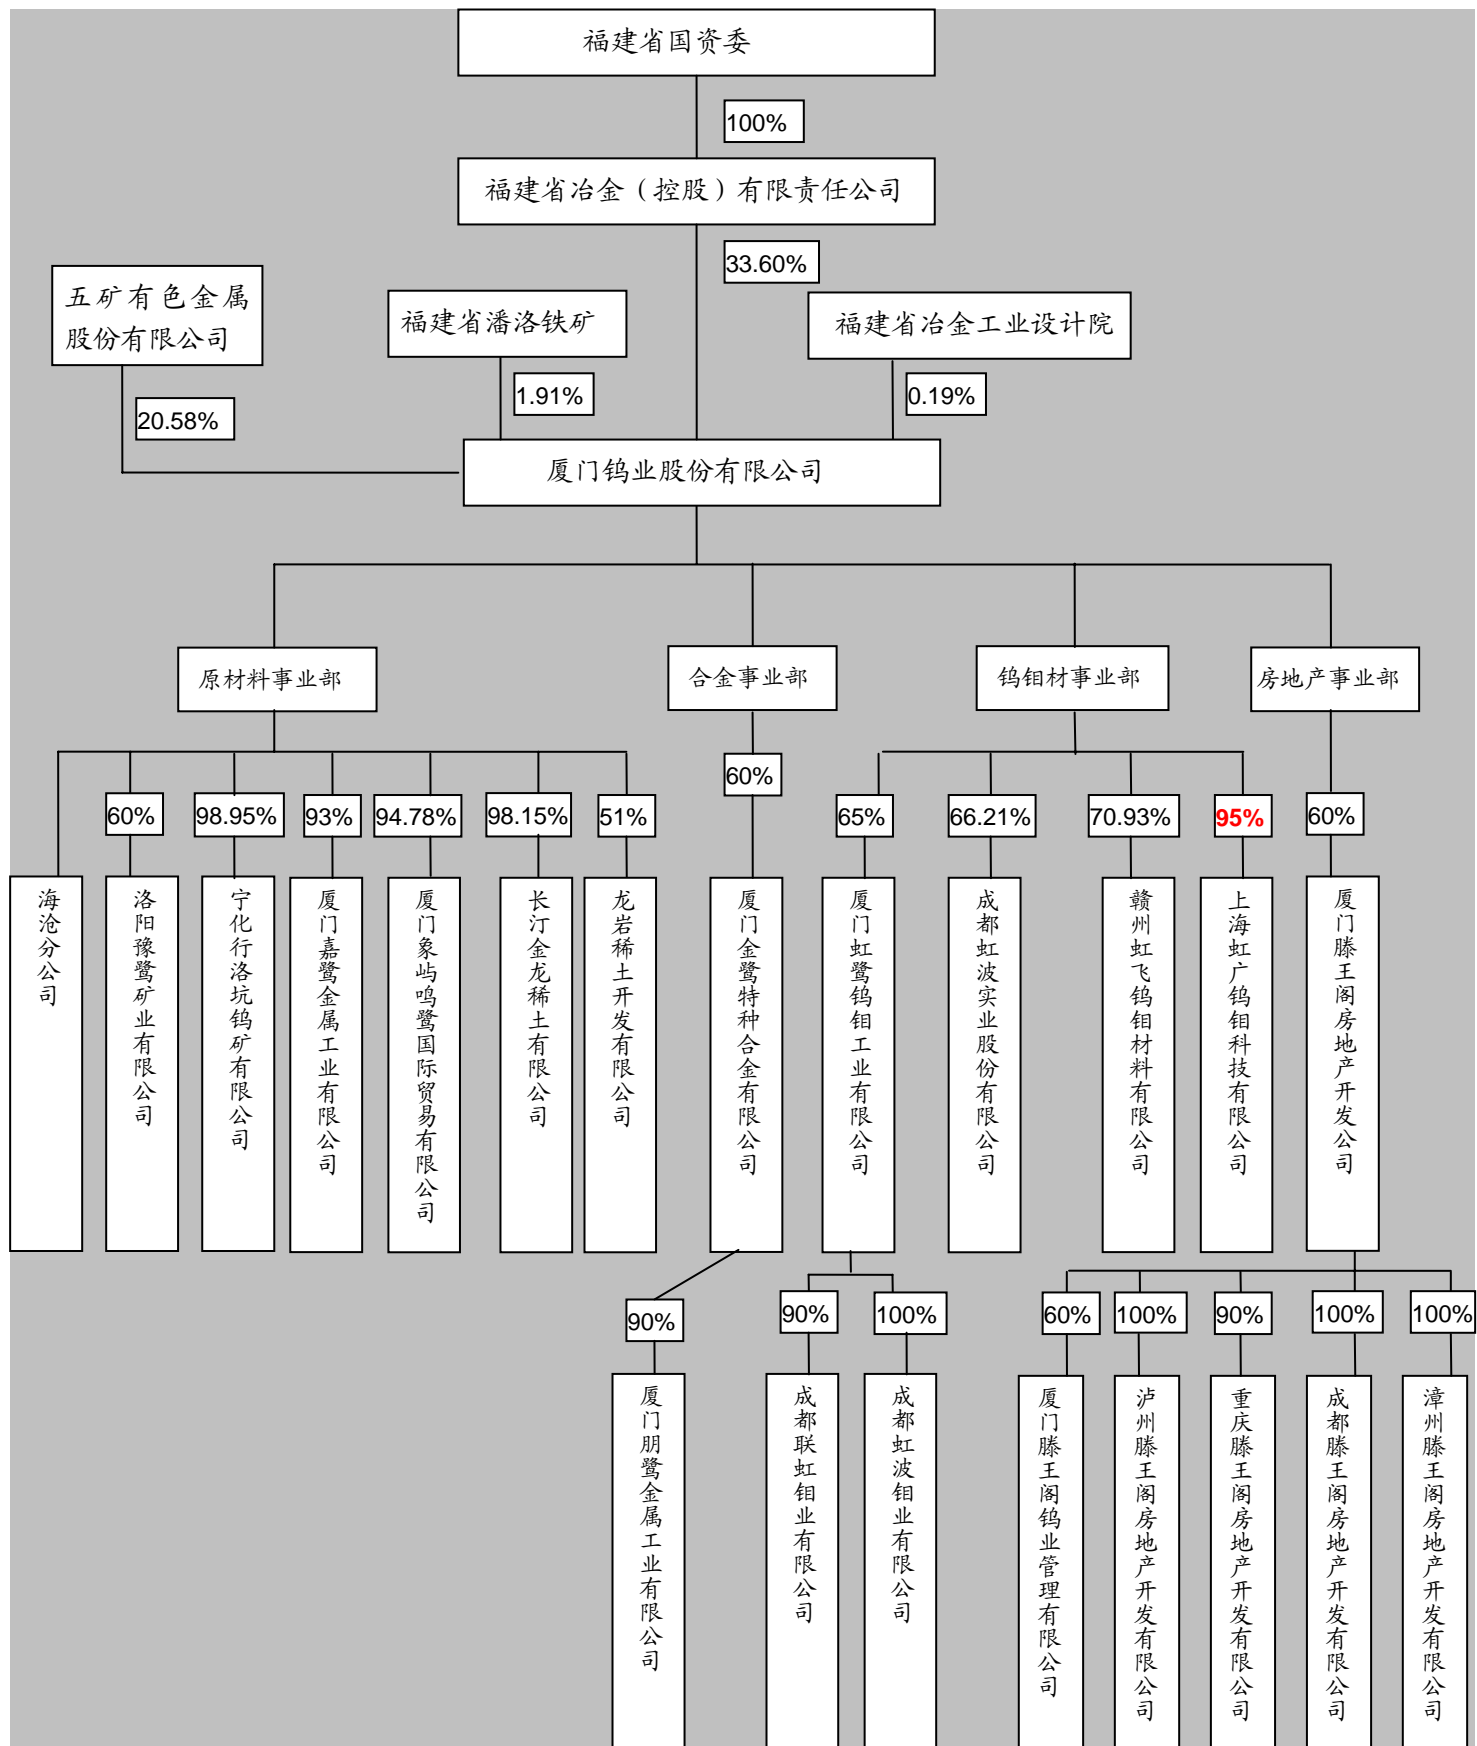 福建省国资委
100%
福建省冶金（控股）有限责任公司
33.60%
五矿有色金属
股份有限公司
福建省潘洛铁矿
福建省冶金工业设计院
20.58%
1.91%
0.19%
厦门钨业股份有限公司
原材料事业部
合金事业部
钨钼材事业部
房地产事业部
60%
98.95%
93%
94.78%
98.15%
51%
60%
65%
66.21%
70.93%
95%
60%
海沧分公司
洛阳豫鹭矿业有限公司
宁化行洛坑钨矿有限公司
厦门嘉鹭金属工业有限公司
厦门象屿鸣鹭国际贸易有限公司
长汀金龙稀土有限公司
龙岩稀土开发有限公司
厦门金鹭特种合金有限公司
厦门虹鹭钨钼工业有限公司
成都虹波实业股份有限公司
赣州虹飞钨钼材料有限公司
上海虹广钨钼科技有限公司
厦门滕王阁房地产开发公司
90%
90%
100%
60%
100%
90%
100%
100%
厦门朋鹭金属工业有限公司
成都联虹钼业有限公司
成都虹波钼业有限公司
厦门滕王阁钨业管理有限公司
泸州滕王阁房地产开发有限公司
重庆滕王阁房地产开发有限公司
成都滕王阁房地产开发有限公司
漳州滕王阁房地产开发有限公司